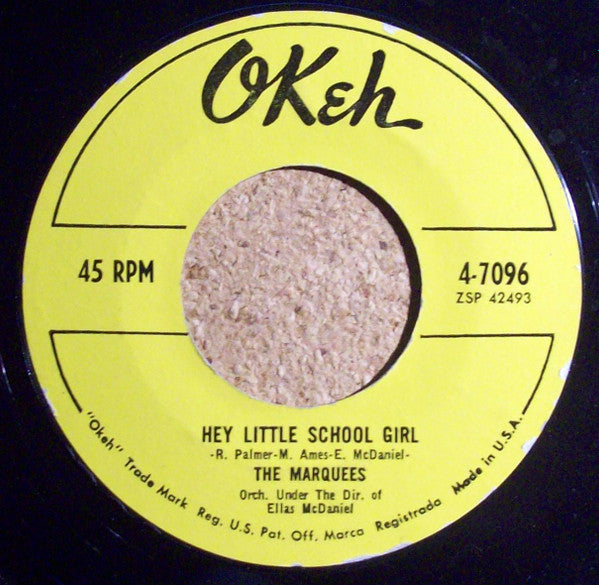 OKeh
45 RPM
4-7096
ZSP 42493
HEY LITTLE SCHOOL GIRL
-R. Palmer-M. Ames-E. McDaniel-
THE MARQUEES
Orch. Under The Dir. of
Ellas McDaniel
"Okeh" Trade Mark Reg. U.S. Pat. Off. Marca Registrada Made in U.S.A.